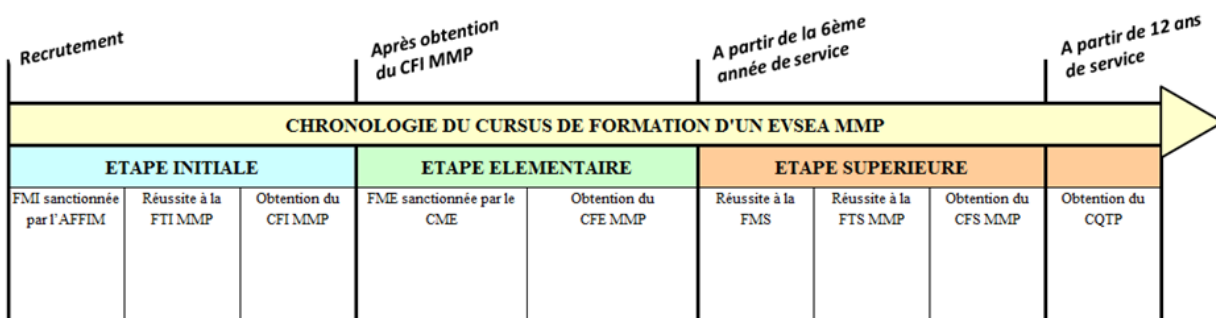 Recrutement
Après obtention
du CFI MMP
A partir de la 6ème
année de service
A partir de 12 ans
de service
CHRONOLOGIE DU CURSUS DE FORMATION D'UN EVSEA MMP
ETAPE INITIALE
ETAPE ELEMENTAIRE
ETAPE SUPERIEURE
FMI sanctionnée
par l'AFFIM
Réussite à la
FTI MMP
Obtention du
CFI MMP
FME sanctionnée par le
CME
Obtention du
CFE MMP
Réussite à la
FMS
Réussite à la
FTS MMP
Obtention du
CFS MMP
Obtention du
CQTP